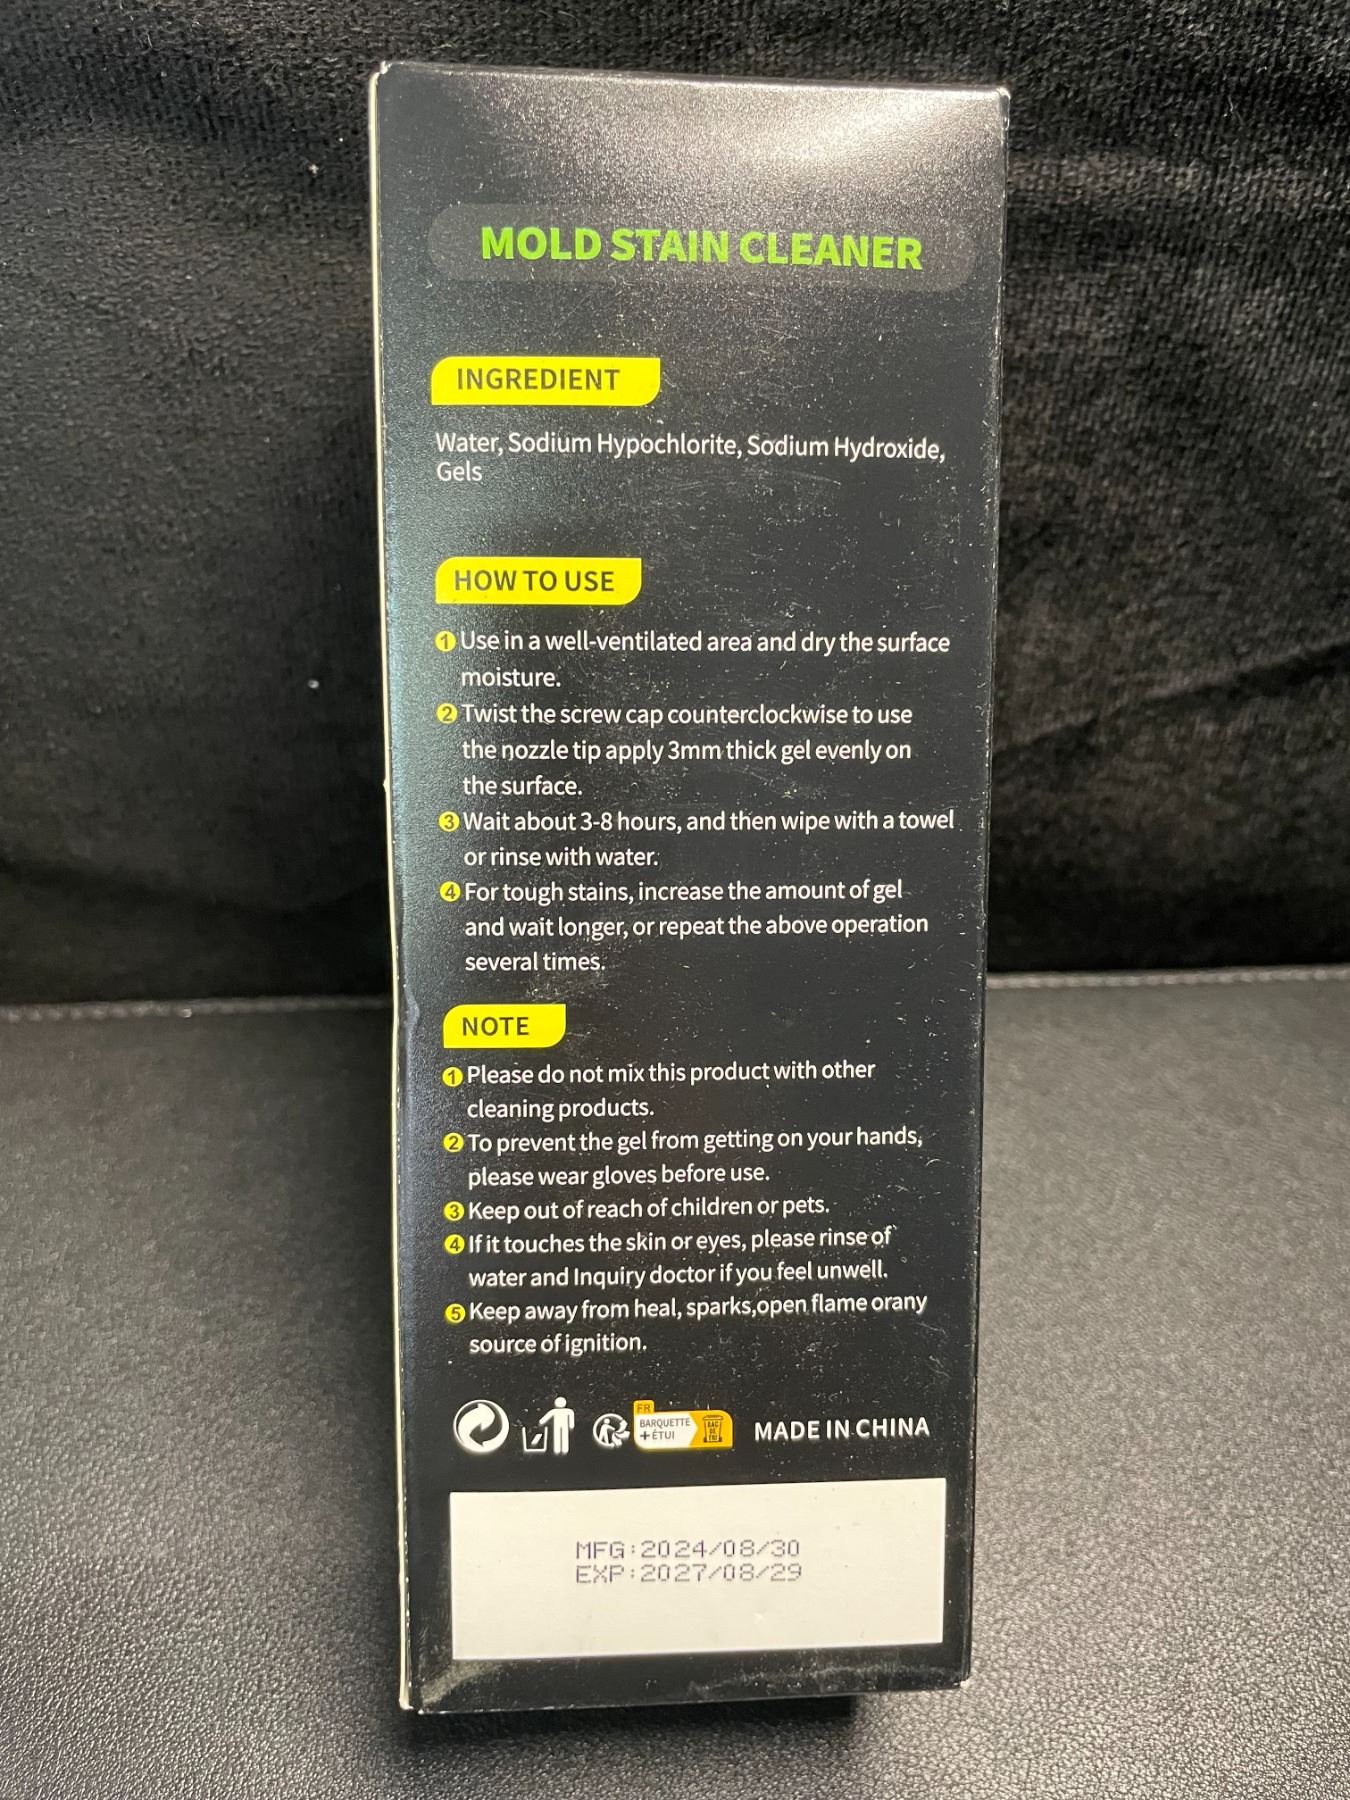 MOLD STAIN CLEANER
INGREDIENT
Water, Sodium Hypochlorite, Sodium Hydroxide,
Gels
HOW TO USE
1 Use in a well-ventilated area and dry the surface
moisture.
2 Twist the screw cap counterclockwise to use
the nozzle tip apply 3mm thick gel evenly on
the surface.
3 Wait about 3-8 hours, and then wipe with a towel
or rinse with water.
4 For tough stains, increase the amount of gel
and wait longer, or repeat the above operation
several times.
NOTE
1 Please do not mix this product with other
cleaning products.
2 To prevent the gel from getting on your hands,
please wear gloves before use.
3 Keep out of reach of children or pets.
4 If it touches the skin or eyes, please rinse of
water and Inquiry doctor if you feel unwell.
5 Keep away from heal, sparks,open flame orany
source of ignition.
FR
BARQUETTE
+ÉTUI
BAC
DE
TRI
MADE IN CHINA
MFG:2024/08/30
EXP:2027/08/29